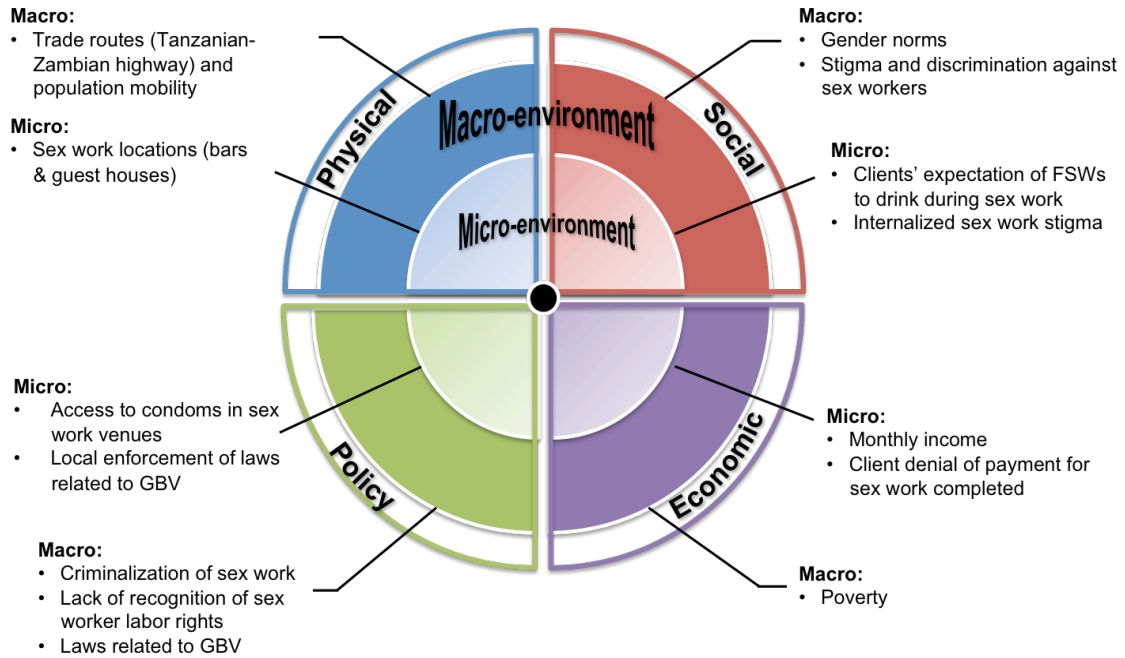 Macro:
• Trade routes (Tanzanian-
Zambian highway) and
population mobility
Micro:
• Sex work locations (bars
& guest houses)
Macro:
• Gender norms
• Stigma and discrimination against
sex workers
Micro:
• Clients' expectation of FSWs
to drink during sex work
• Internalized sex work stigma
Physical
Social
Macro-environment
Micro-environment
Policy
Economic
Micro:
• Access to condoms in sex
work venues
• Local enforcement of laws
related to GBV
Macro:
• Criminalization of sex work
• Lack of recognition of sex
worker labor rights
• Laws related to GBV
Micro:
• Monthly income
• Client denial of payment for
sex work completed
Macro:
• Poverty